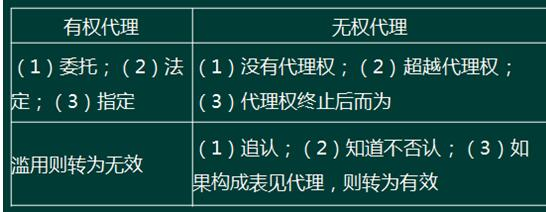 有权代理
无权代理
（1）委托；（2）法
定；（3）指定
（1）没有代理权；（2）超越代理权；
（3）代理权终止后而为
滥用则转为无效
（1）追认；（2）知道不否认；（3）如
果构成表见代理，则转为有效